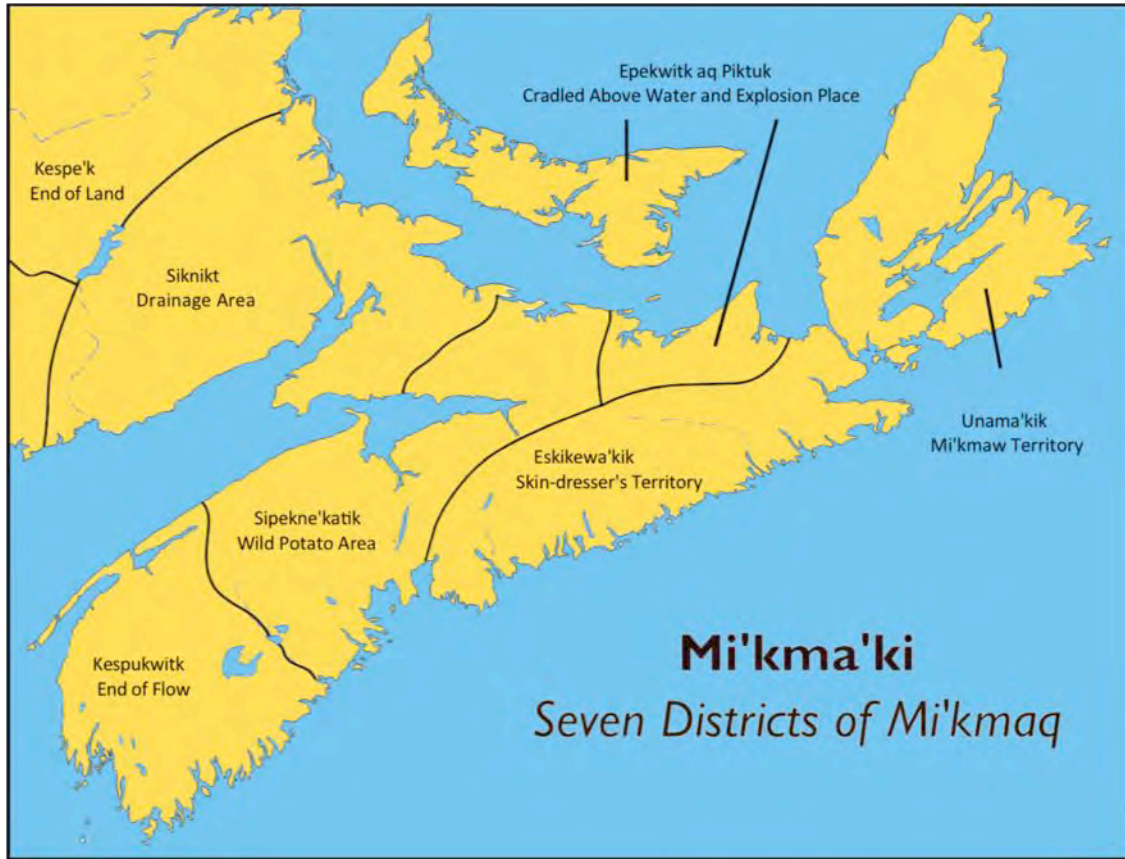 Epekwitk aq Piktuk
Cradled Above Water and Explosion Place
Kespe'k
End of Land
Siknikt
Drainage Area
Unama'kik
Mi'kmaw Territory
Eskikewa'kik
Skin-dresser's Territory
Sipekne'katik
Wild Potato Area
Kespukwitk
End of Flow
Mi'kma'ki
Seven Districts of Mi'kmaq